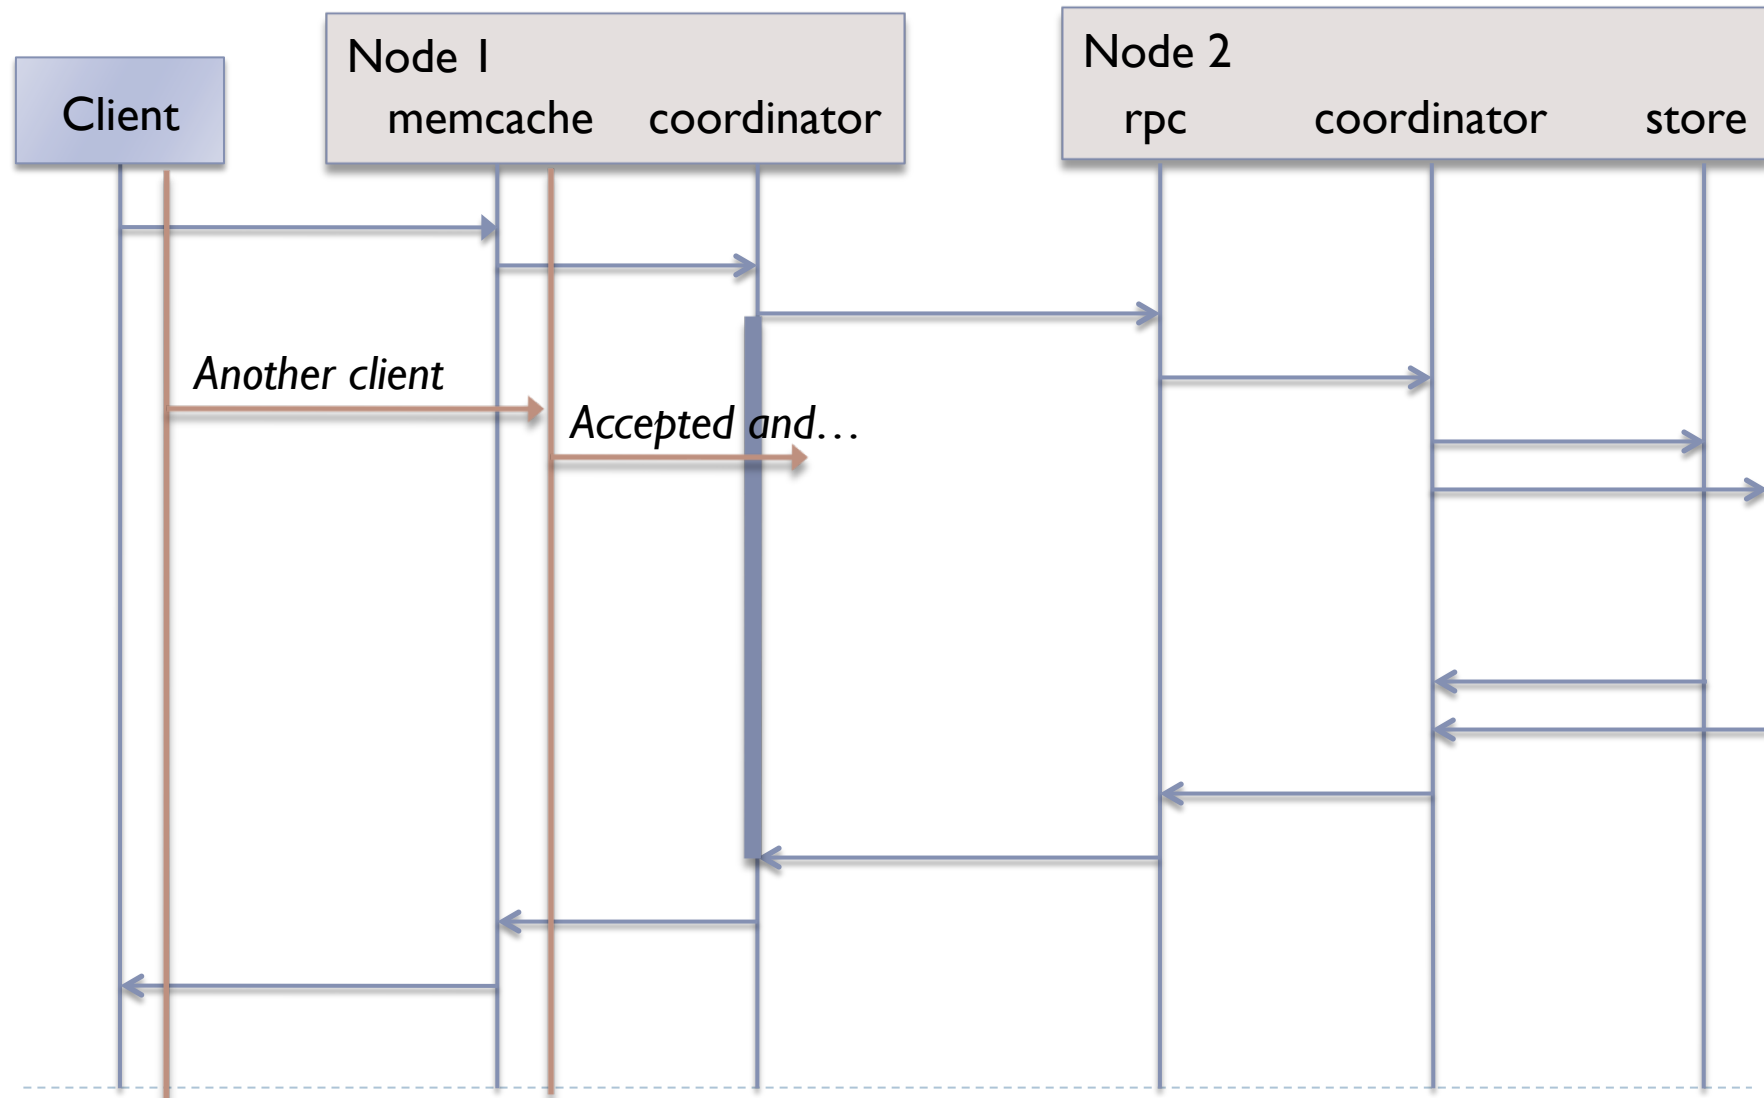 Client
Node 1
memcache coordinator
Node 2
rpc coordinator store
Another client
Accepted and…